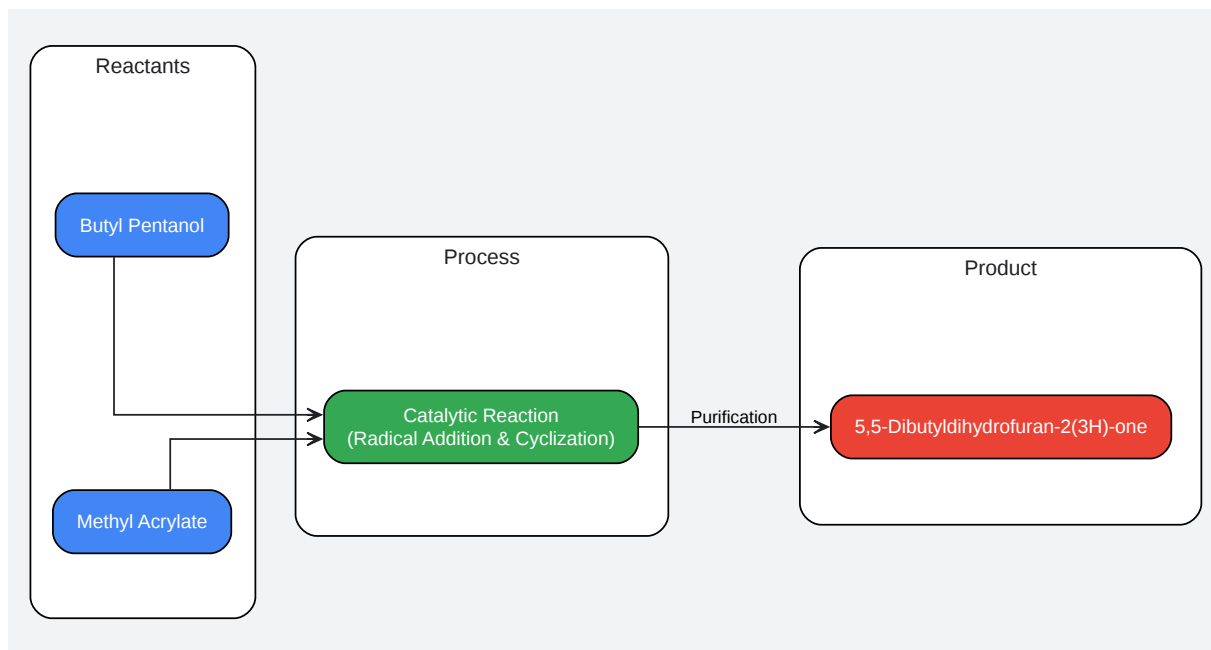 Reactants
Butyl Pentanol
Methyl Acrylate
Process
Catalytic Reaction
(Radical Addition & Cyclization)
Purification
Product
5,5-Dibutyldihydrofuran-2(3H)-one